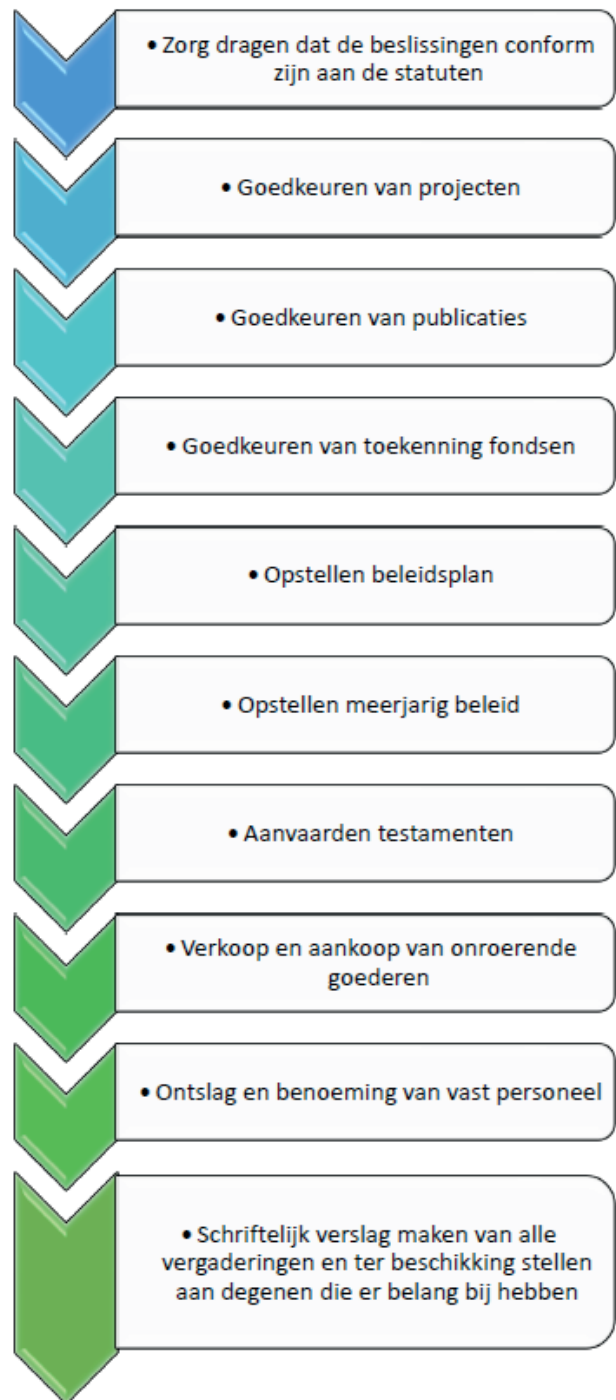 • Zorg dragen dat de beslissingen conform
zijn aan de statuten
• Goedkeuren van projecten
• Goedkeuren van publicaties
• Goedkeuren van toekenning fondsen
• Opstellen beleidsplan
• Opstellen meerjarig beleid
• Aanvaarden testamenten
• Verkoop en aankoop van onroerende
goederen
• Ontslag en benoeming van vast personeel
• Schriftelijk verslag maken van alle
vergaderingen en ter beschikking stellen
aan degenen die er belang bij hebben